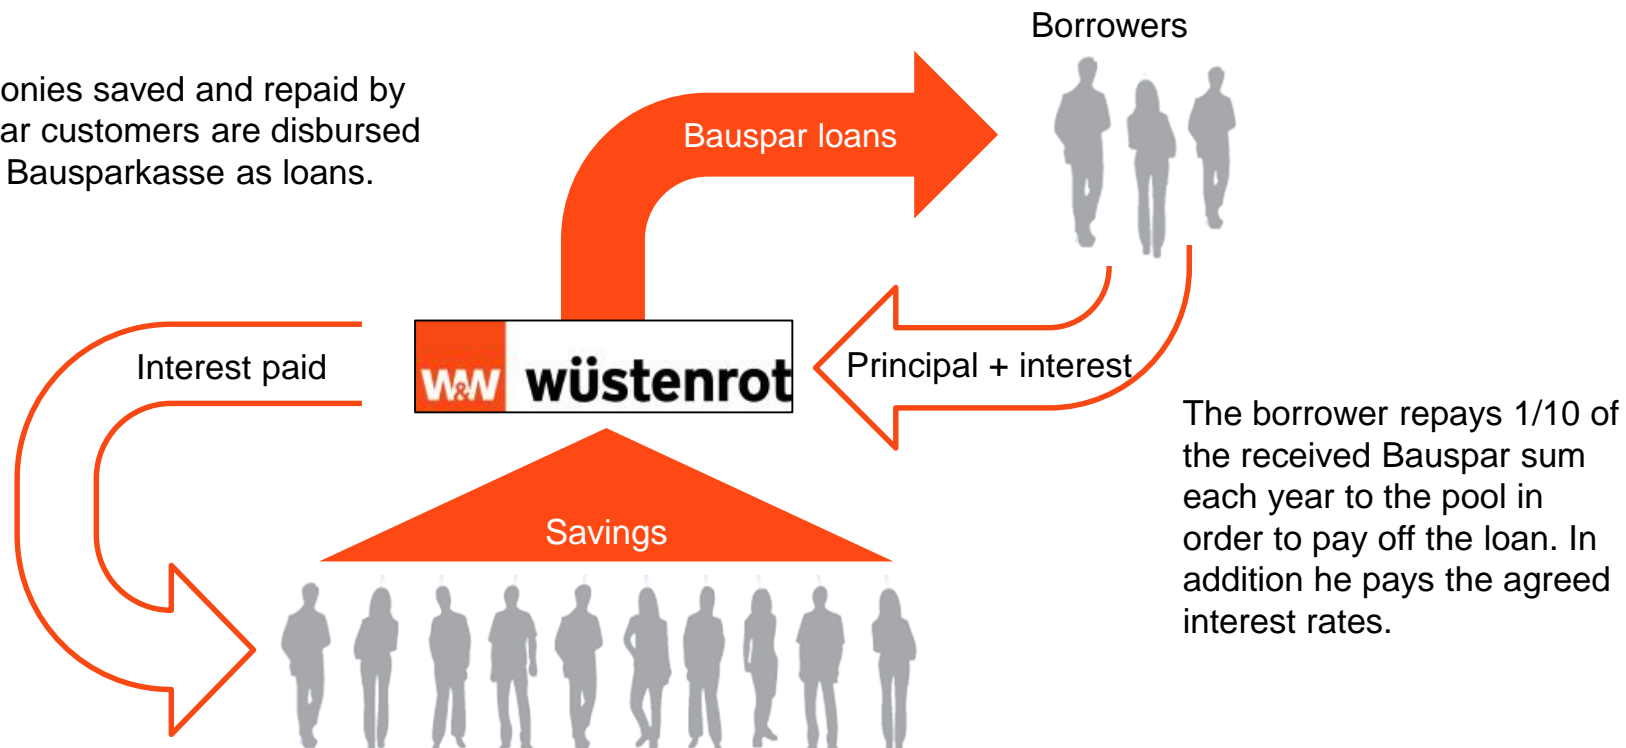 Borrowers
onies saved and repaid by
ar customers are disbursed
Bausparkasse as loans.
Bauspar loans
Interest paid
W&W wüstenrot
Principal + interest
The borrower repays 1/10 of
the received Bauspar sum
each year to the pool in
order to pay off the loan. In
addition he pays the agreed
interest rates.
Savings